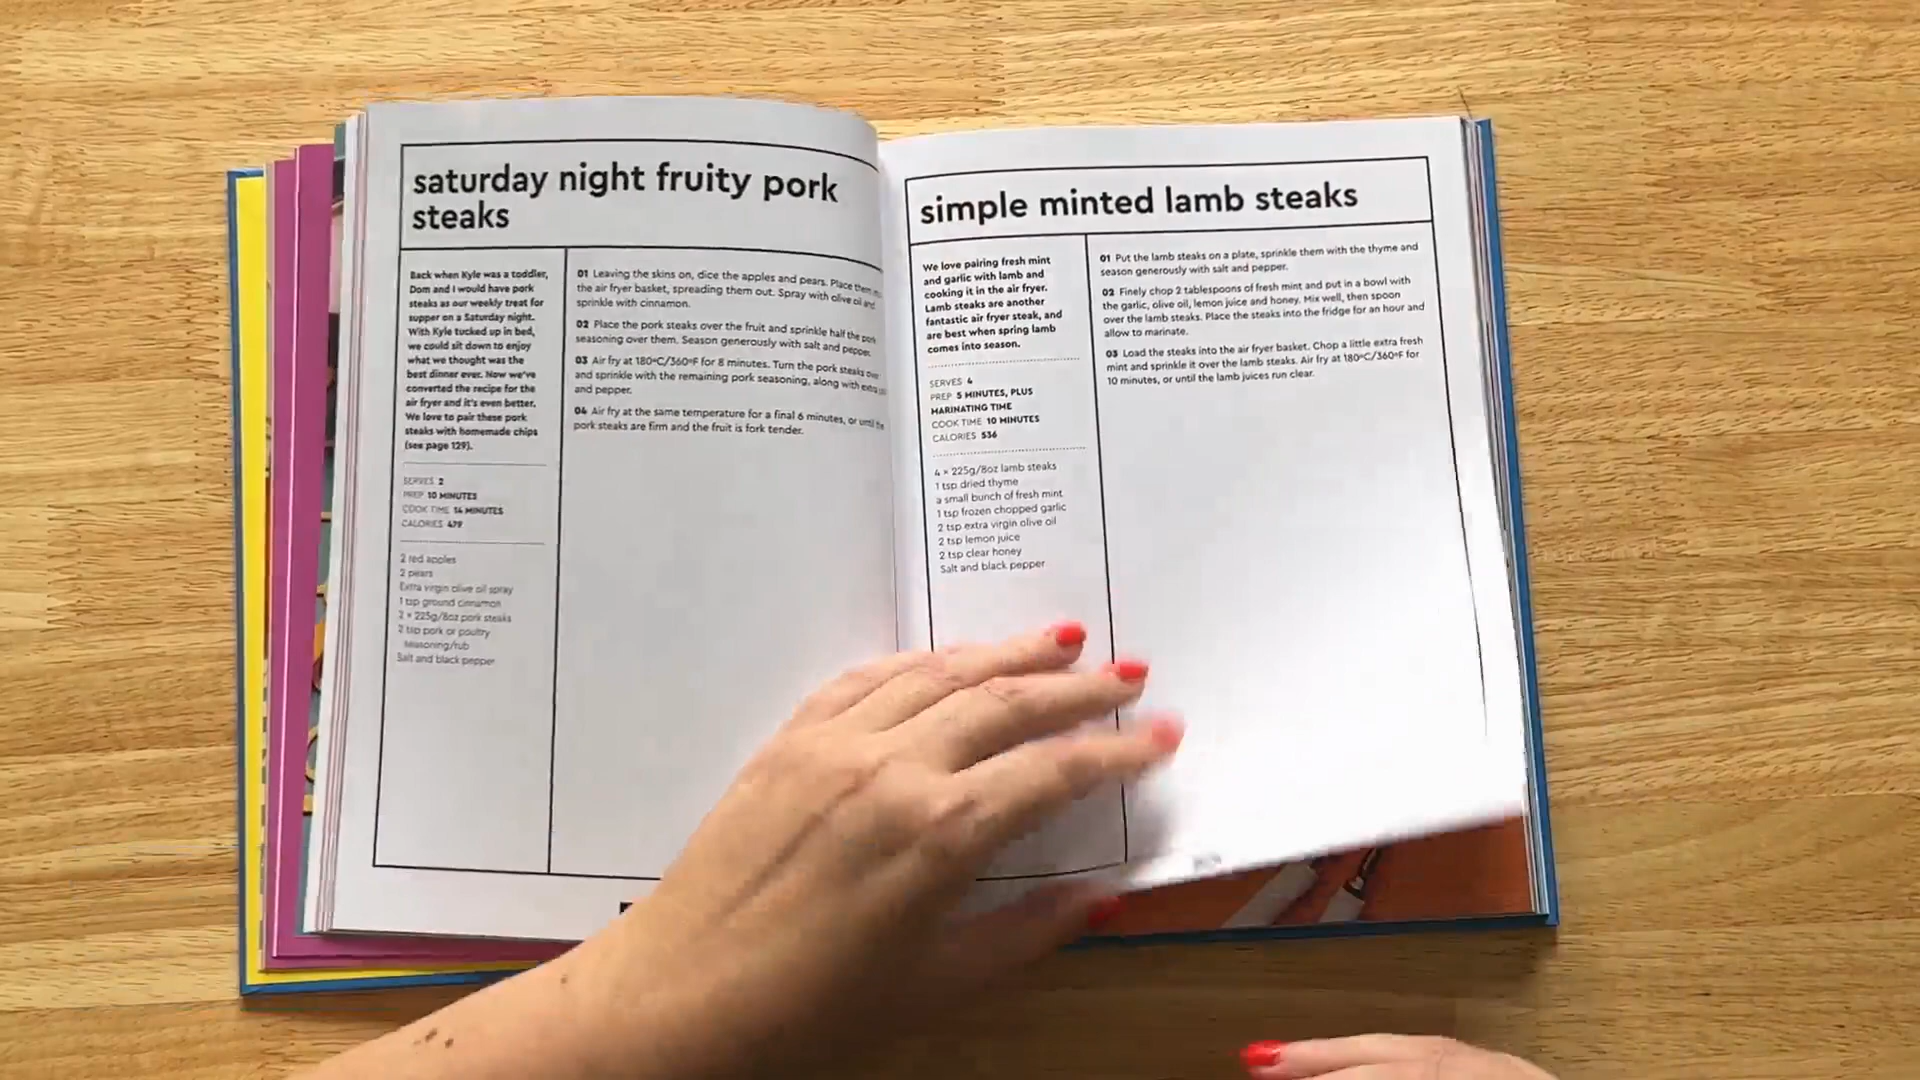 saturday night fruity pork
steaks
Back when Kyle was a toddler,
Dom and I would have pork
steaks as our weekly treat for
supper on a Saturday night.
With Kyle tucked up in bed,
we could sit down to enjoy
what we thought was the
best dinner ever. Now we've
converted the recipe for the
air fryer and it's even better.
We love to pair these pork
steaks with homemade chips
(see page 129).
SERVES 2
PREP 10 MINUTES
COOK TIME 14 MINUTES
CALORIES 479
2 red apples
2 pears
Extra virgin olive oil spray
1 tsp ground cinnamon
2 × 225g/8oz pork steaks
2 tsp pork or poultry
seasoning/rub
Salt and black pepper
01 Leaving the skins on, dice the apples and pears. Place them
the air fryer basket, spreading them out. Spray with olive oil and
sprinkle with cinnamon.
02 Place the pork steaks over the fruit and sprinkle half the pork
seasoning over them. Season generously with salt and pepper.
03 Air fry at 180ºC/360ºF for 8 minutes. Turn the pork steaks over
and sprinkle with the remaining pork seasoning, along with extra
and pepper.
04 Air fry at the same temperature for a final 6 minutes, or until the
pork steaks are firm and the fruit is fork tender.
simple minted lamb steaks
We love pairing fresh mint
and garlic with lamb and
cooking it in the air fryer.
Lamb steaks are another
fantastic air fryer steak, and
are best when spring lamb
comes into season.
SERVES 4
PREP 5 MINUTES, PLUS
MARINATING TIME
COOK TIME 10 MINUTES
CALORIES 536
4 × 225g/8oz lamb steaks
1 tsp dried thyme
a small bunch of fresh mint
1 tsp frozen chopped garlic
2 tsp extra virgin olive oil
2 tsp lemon juice
2 tsp clear honey
Salt and black pepper
01 Put the lamb steaks on a plate, sprinkle them with the thyme and
season generously with salt and pepper.
02 Finely chop 2 tablespoons of fresh mint and put in a bowl with
the garlic, olive oil, lemon juice and honey. Mix well, then spoon
over the lamb steaks. Place the steaks into the fridge for an hour and
allow to marinate.
03 Load the steaks into the air fryer basket. Chop a little extra fresh
mint and sprinkle it over the lamb steaks. Air fry at 180ºC/360ºF for
10 minutes, or until the lamb juices run clear.